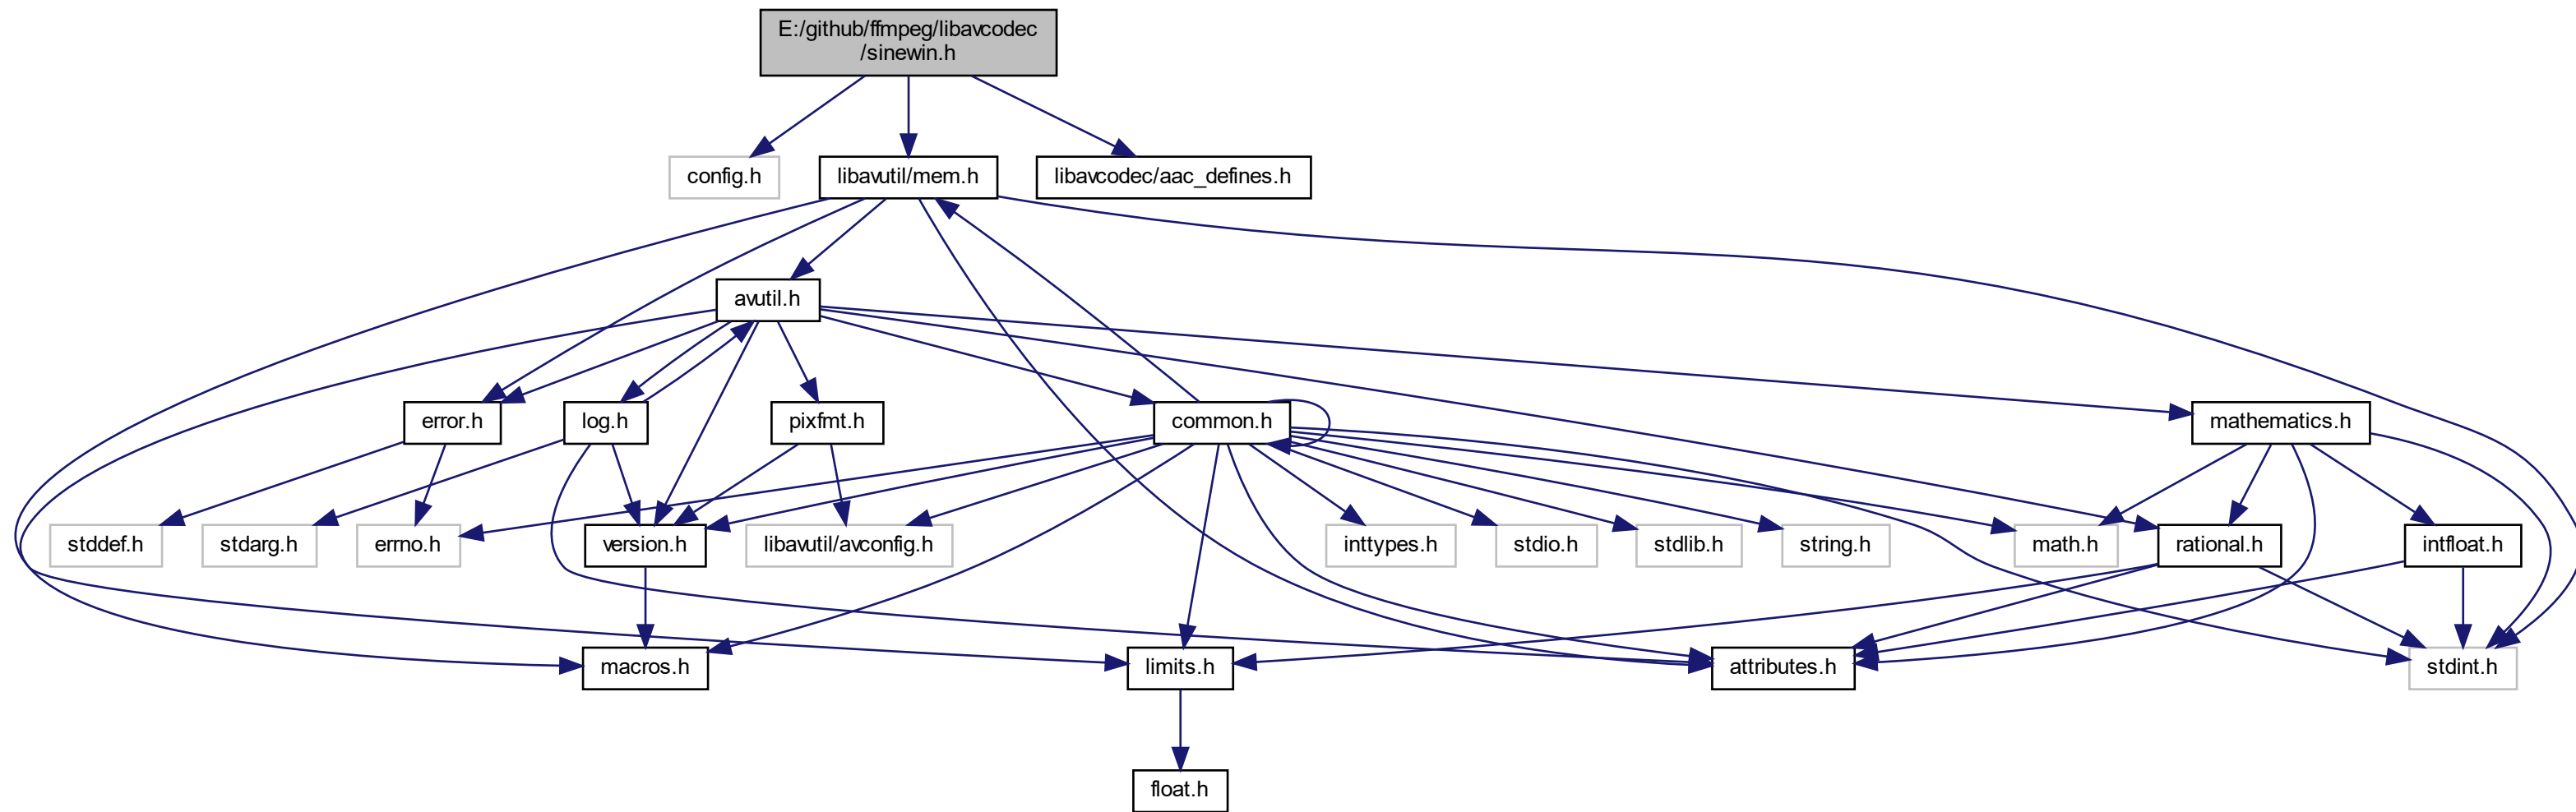 E:/github/ffmpeg/libavcodec
/sinewin.h
config.h
libavutil/mem.h
libavcodec/aac_defines.h
avutil.h
error.h
log.h
pixfmt.h
common.h
mathematics.h
stddef.h
stdarg.h
errno.h
version.h
libavutil/avconfig.h
inttypes.h
stdio.h
stdlib.h
string.h
math.h
rational.h
intfloat.h
macros.h
limits.h
attributes.h
stdint.h
float.h